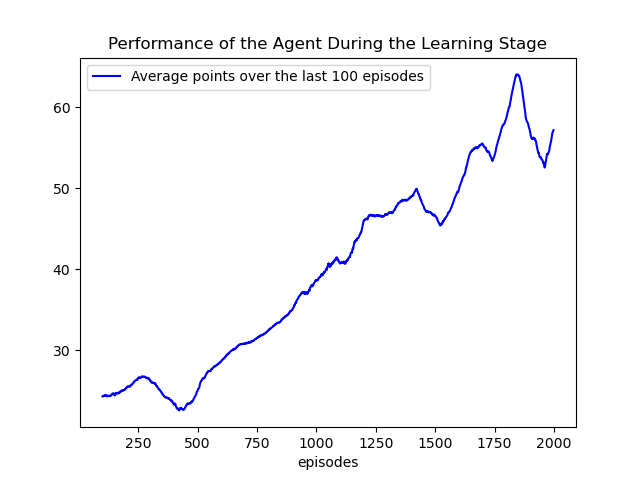 Performance of the Agent During the Learning Stage
Average points over the last 100 episodes
60
50
40
30
250 500 750 1000 1250 1500 1750 2000
episodes